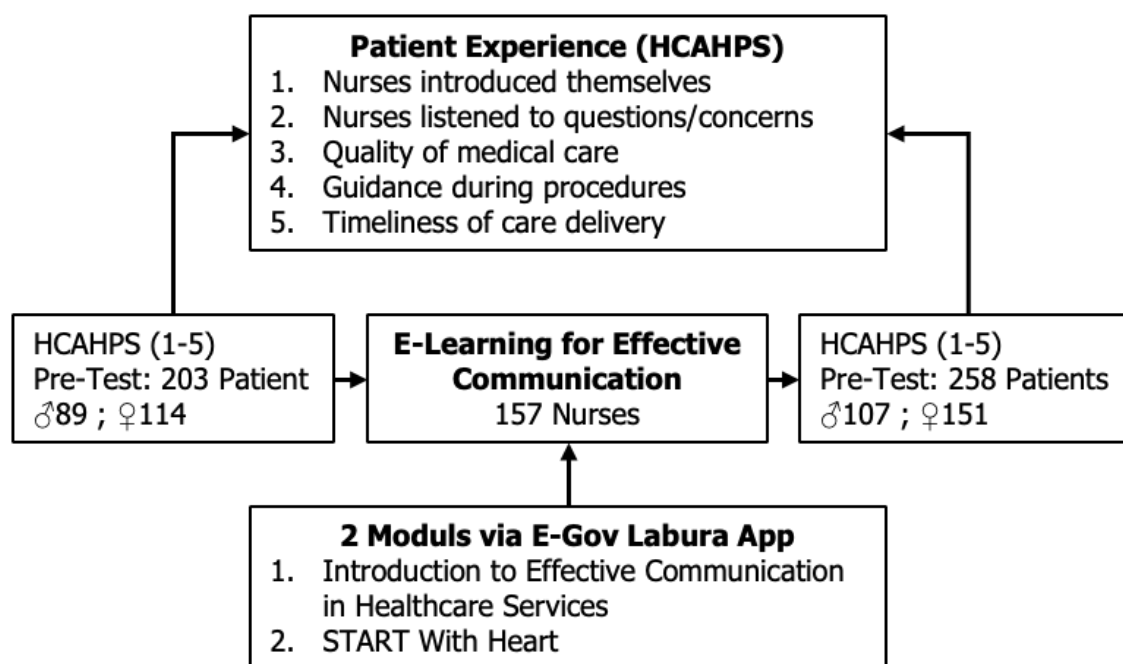 Patient Experience (HCAHPS)
1. Nurses introduced themselves
2. Nurses listened to questions/concerns
3. Quality of medical care
4. Guidance during procedures
5. Timeliness of care delivery
HCAHPS (1-5)
Pre-Test: 203 Patient
♂89 ; ♀114
E-Learning for Effective
Communication
157 Nurses
HCAHPS (1-5)
Pre-Test: 258 Patients
♂107 ; ♀151
2 Moduls via E-Gov Labura App
1. Introduction to Effective Communication
in Healthcare Services
2. START With Heart